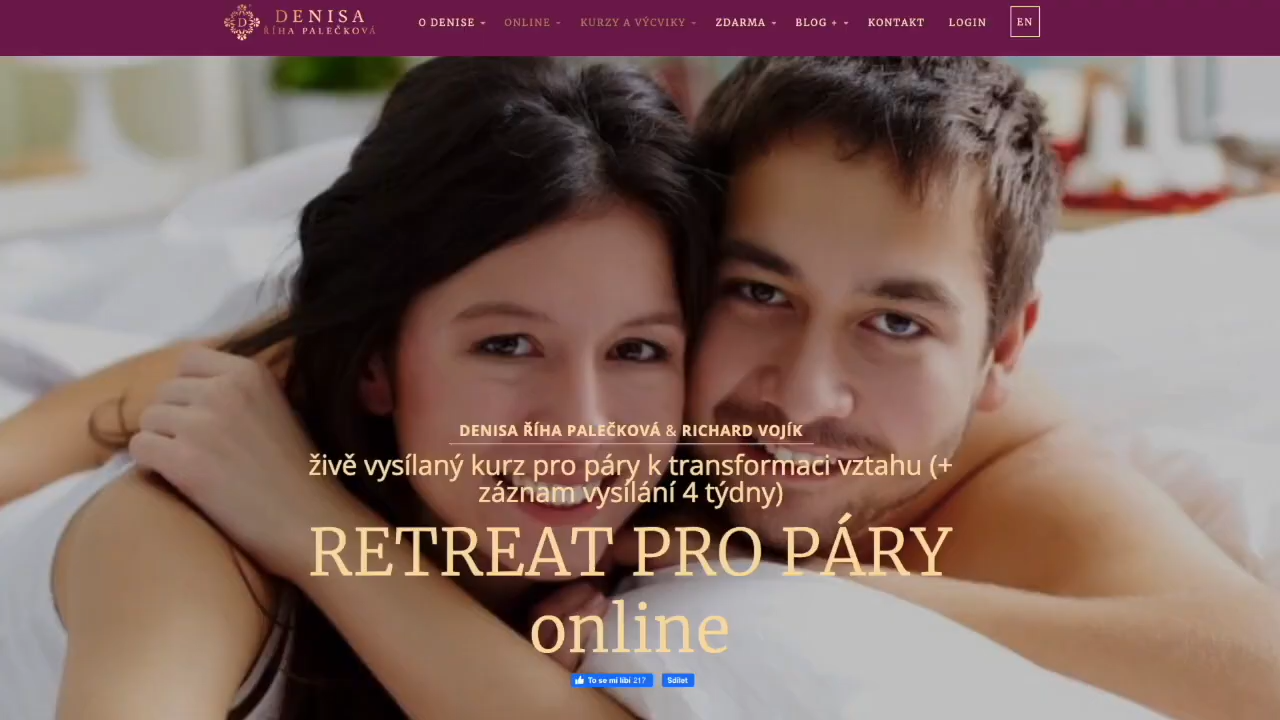 DENISA
ŘÍHA PALEČKOVÁ
O DENISE
ONLINE
KURZY A VÝCVIKY
ZDARMA
BLOG +
KONTAKT
LOGIN
EN
DENISA ŘÍHA PALEČKOVÁ & RICHARD VOJÍK
živě vysílaný kurz pro páry k transformaci vztahu (+
záznam vysílání 4 týdny)
RETREAT PRO PÁRY
online
To se mi líbí 217
Sdílet